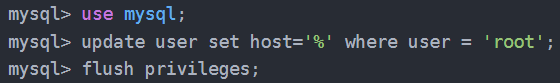 mysql> use mysql;
mysql> update user set host='%' where user = 'root';
mysql> flush privileges;